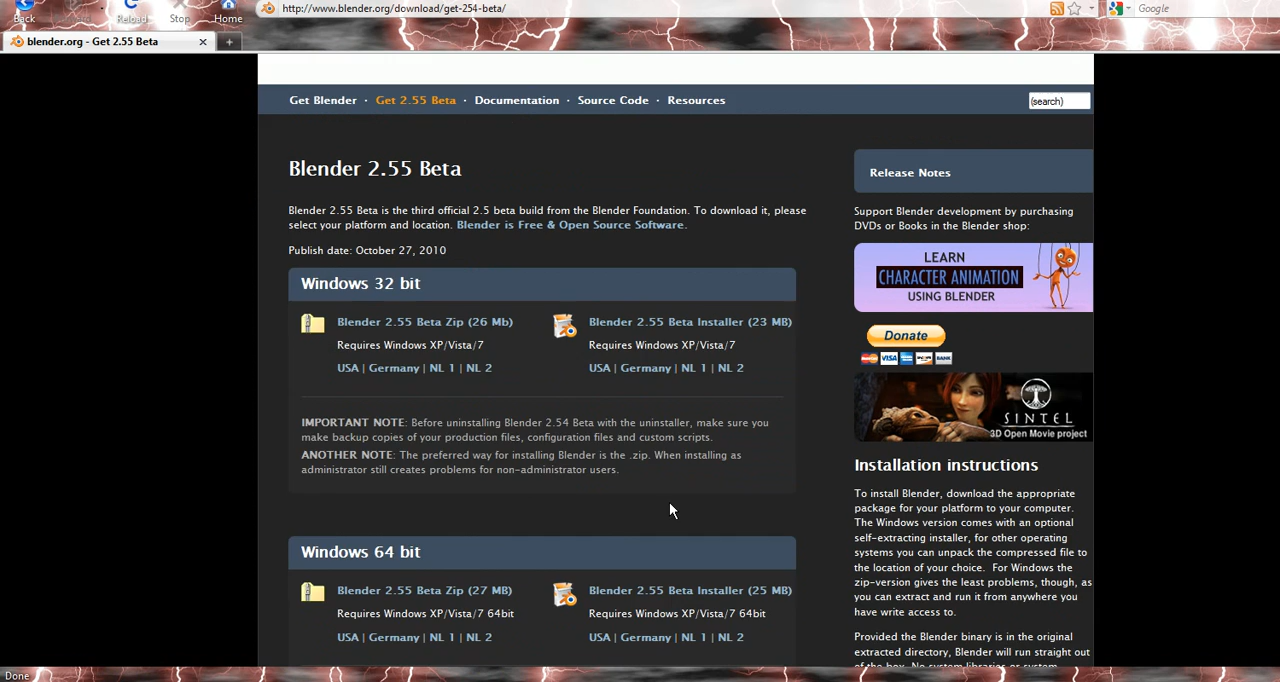 Back
Reload
Stop
Home
http://www.blender.org/download/get-254-beta/
Google
blender.org - Get 2.55 Beta
Get Blender · Get 2.55 Beta · Documentation · Source Code · Resources
(search)
Blender 2.55 Beta
Blender 2.55 Beta is the third official 2.5 beta build from the Blender Foundation. To download it, please
select your platform and location. Blender is Free & Open Source Software.
Publish date: October 27, 2010
Windows 32 bit
Blender 2.55 Beta Zip (26 Mb)
Requires Windows XP/Vista/7
USA | Germany | NL 1 | NL 2
Blender 2.55 Beta Installer (23 MB)
Requires Windows XP/Vista/7
USA | Germany | NL 1 | NL 2
IMPORTANT NOTE: Before uninstalling Blender 2.54 Beta with the uninstaller, make sure you
make backup copies of your production files, configuration files and custom scripts.
ANOTHER NOTE: The preferred way for installing Blender is the .zip. When installing as
administrator still creates problems for non-administrator users.
Windows 64 bit
Blender 2.55 Beta Zip (27 MB)
Requires Windows XP/Vista/7 64bit
USA | Germany | NL 1 | NL 2
Blender 2.55 Beta Installer (25 MB)
Requires Windows XP/Vista/7 64bit
USA | Germany | NL 1 | NL 2
Release Notes
Support Blender development by purchasing
DVDs or Books in the Blender shop:
LEARN
CHARACTER ANIMATION
USING BLENDER
Donate
VISA
BANK
SINTEL
3D Open Movie project
Installation instructions
To install Blender, download the appropriate
package for your platform to your computer.
The Windows version comes with an optional
self-extracting installer, for other operating
systems you can unpack the compressed file to
the location of your choice. For Windows the
zip-version gives the least problems, though, as
you can extract and run it from anywhere you
have write access to.
Provided the Blender binary is in the original
extracted directory, Blender will run straight out
of the box. No system libraries or system
Done